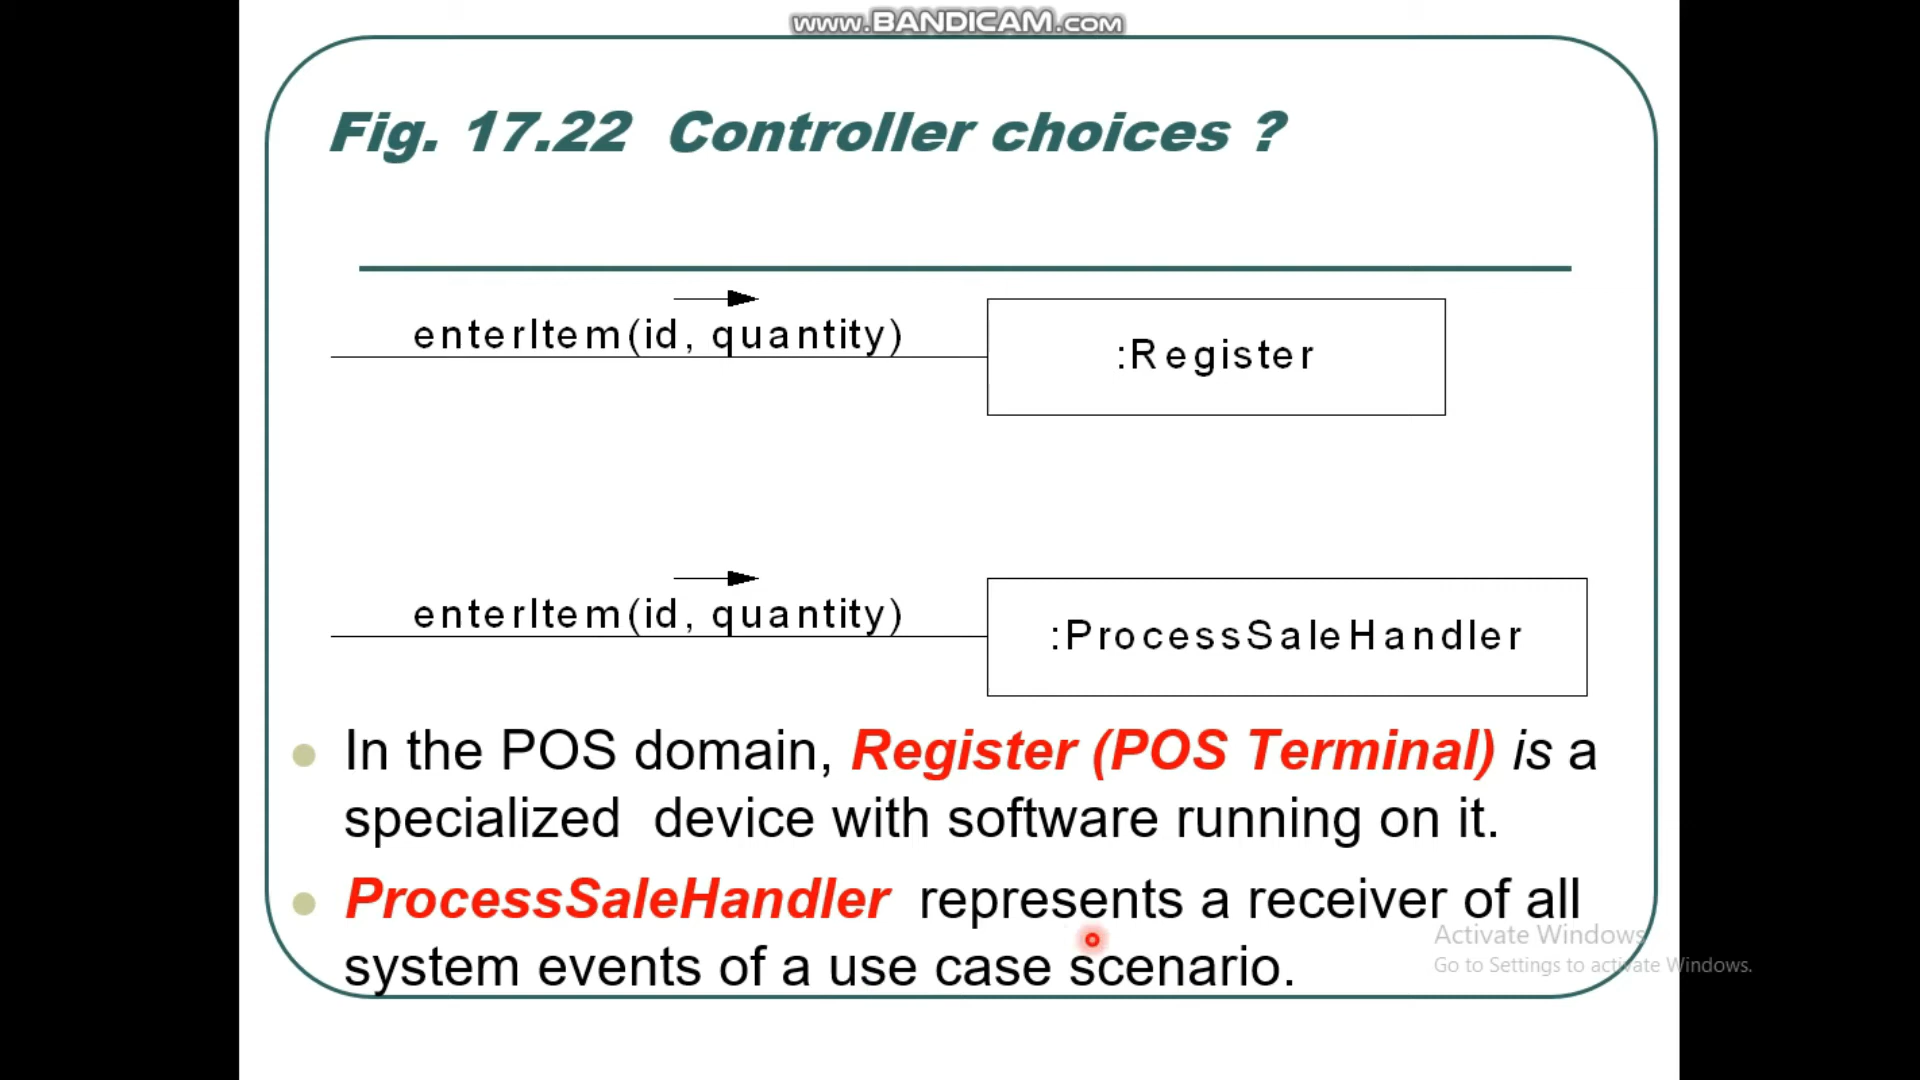 www.BANDICAM.com
Fig. 17.22  Controller choices ?
enterItem(id, quantity)
:Register
enterItem(id, quantity)
:ProcessSaleHandler
In the POS domain, Register (POS Terminal) is a
specialized  device with software running on it.
ProcessSaleHandler  represents a receiver of all
system events of a use case scenario.
Activate Windows
Go to Settings to activate Windows.